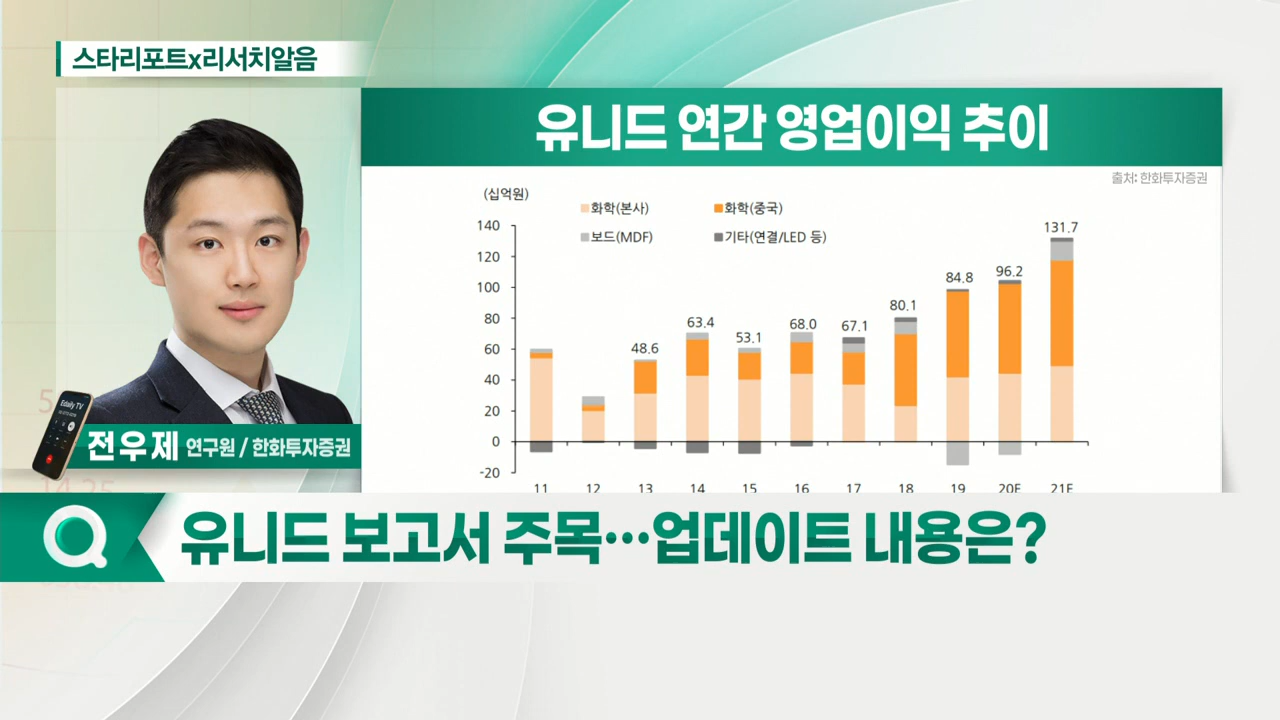 스타리포트x리서치알음
유니드 연간 영업이익 추이
출처: 한화투자증권
(십억원)
화학(본사) 화학(중국)
보드(MDF) 기타(연결/LED 등)
140
120
100
80
60
40
20
0
-20
48.6 63.4 53.1 68.0 67.1 80.1 84.8 96.2 131.7
11 12 13 14 15 16 17 18 19 20E 21E
Edaily TV
전우제 연구원 / 한화투자증권
유니드 보고서 주목…업데이트 내용은?